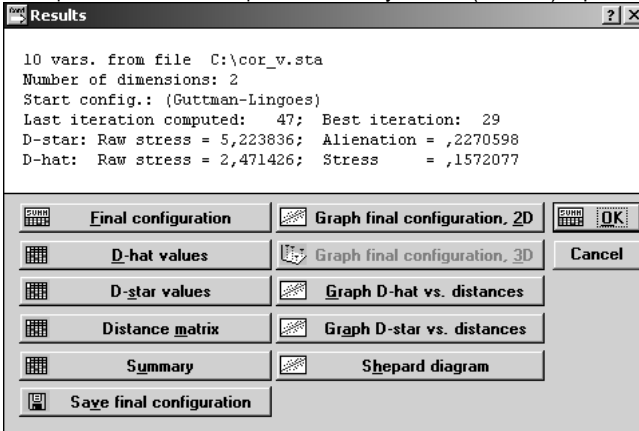 Results
10 vars. from file C:\cor_v.sta
Number of dimensions: 2
Start config.: (Guttman-Lingoes)
Last iteration computed: 47; Best iteration: 29
D-star: Raw stress = 5,223836; Alienation = ,2270598
D-hat: Raw stress = 2,471426; Stress = ,1572077
Final configuration
Graph final configuration, 2D
OK
D-hat values
Graph final configuration, 3D
Cancel
D-star values
Graph D-hat vs. distances
Distance matrix
Graph D-star vs. distances
Summary
Shepard diagram
Save final configuration